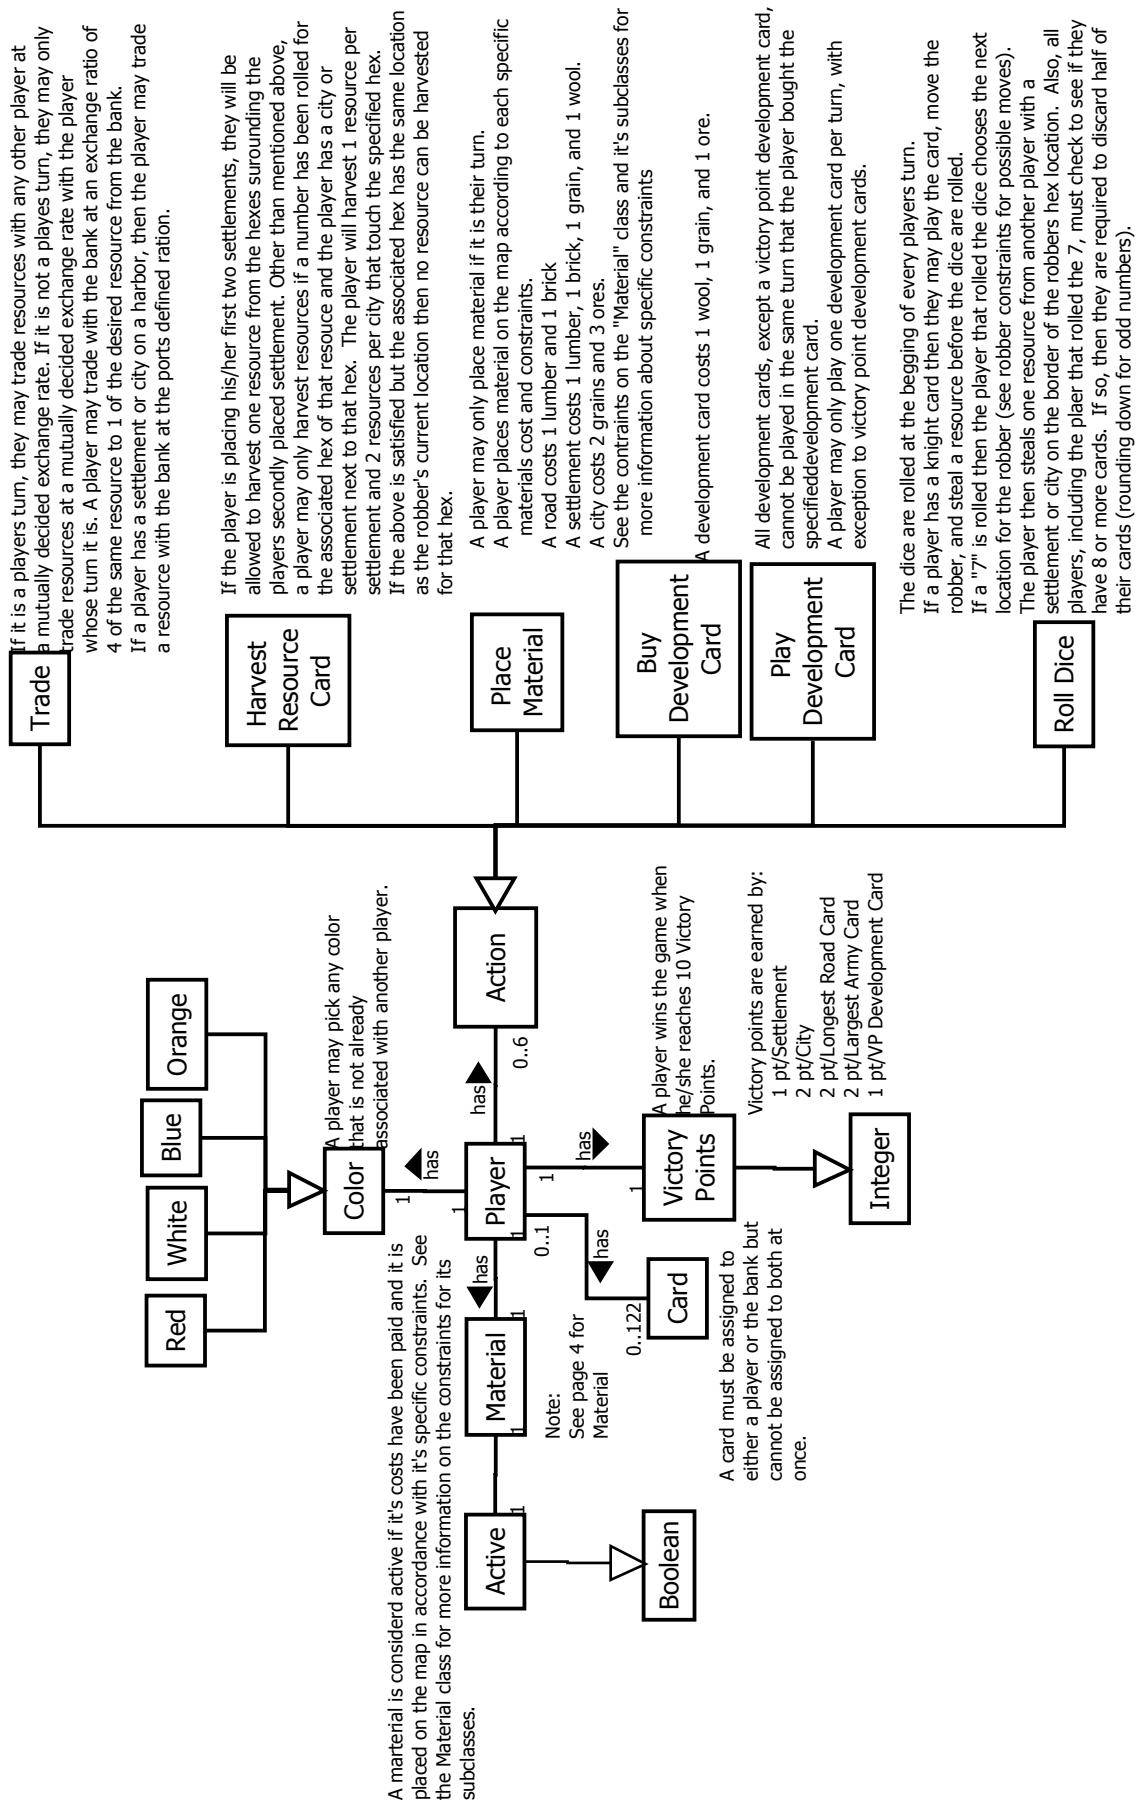 Trade
If it is a players turn, they may trade resources with any other player at
a mutually decided exchange rate. If it is not a playes turn, they may only
trade resources at a mutually decided exchange rate with the player
whose turn it is. A player may trade with the bank at an exchange ratio of
4 of the same resource to 1 of the desired resource from the bank.
If a player has a settlement or city on a harbor, then the player may trade
a resource with the bank at the ports defined ration.
Harvest
Resource
Card
If the player is placing his/her first two settlements, they will be
allowed to harvest one resource from the hexes surounding the
players secondly placed settlement. Other than mentioned above,
a player may only harvest resources if a number has been rolled for
the associated hex of that resouce and the player has a city or
settlement next to that hex. The player will harvest 1 resource per
settlement and 2 resources per city that touch the specified hex.
If the above is satisfied but the associated hex has the same location
as the robber's current location then no resource can be harvested
for that hex.
Place
Material
A player may only place material if it is their turn.
A player places material on the map according to each specific
materials cost and constraints.
A road costs 1 lumber and 1 brick
A settlement costs 1 lumber, 1 brick, 1 grain, and 1 wool.
A city costs 2 grains and 3 ores.
See the contraints on the "Material" class and it's subclasses for
more information about specific constraints
Buy
Development
Card
A development card costs 1 wool, 1 grain, and 1 ore.
Play
Development
Card
All development cards, except a victory point development card,
cannot be played in the same turn that the player bought the
specifieddevelopment card.
A player may only play one development card per turn, with
exception to victory point development cards.
Roll Dice
The dice are rolled at the begging of every players turn.
If a player has a knight card then they may play the card, move the
robber, and steal a resource before the dice are rolled.
If a "7" is rolled then the player that rolled the dice chooses the next
location for the robber (see robber constraints for possible moves).
The player then steals one resource from another player with a
settlement or city on the border of the robbers hex location. Also, all
players, including the plaer that rolled the 7, must check to see if they
have 8 or more cards. If so, then they are required to discard half of
their cards (rounding down for odd numbers).
Red
White
Blue
Orange
Color
A player may pick any color
that is not already
associated with another player.
1
has
1
A marterial is considerd active if it's costs have been paid and it is
placed on the map in accordance with it's specific constraints. See
the Material class for more information on the constraints for its
subclasses.
Active
1
1
Material
1
has
1
Player
1
has
0..6
Action
Note:
See page 4 for
Material
0..1
has
0..122
Card
1
has
1
Victory
Points
A player wins the game when
he/she reaches 10 Victory
Points.
Victory points are earned by:
1 pt/Settlement
2 pt/City
2 pt/Longest Road Card
2 pt/Largest Army Card
1 pt/VP Development Card
Boolean
A card must be assigned to
either a player or the bank but
cannot be assigned to both at
once.
Integer